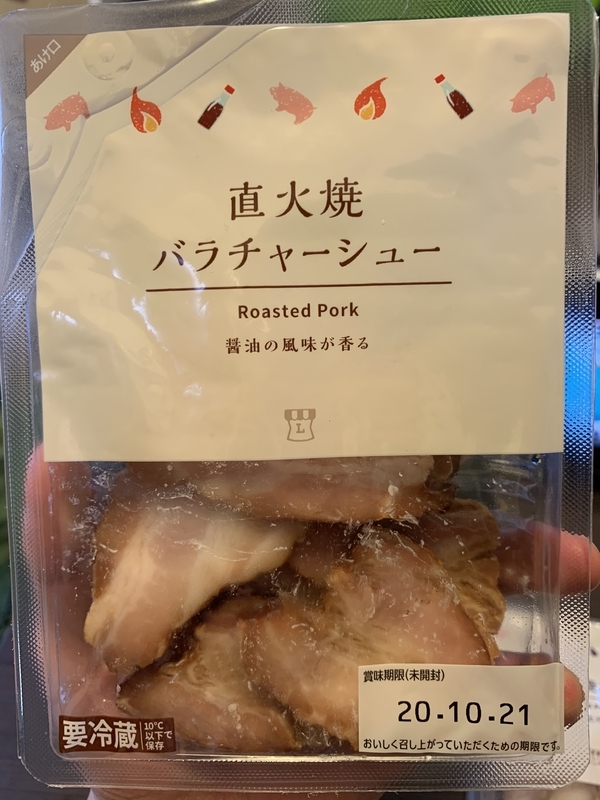 あけ口
直火焼
バラチャーシュー
Roasted Pork
醤油の風味が香る
L
賞味期限(未開封)
20.10.21
おいしく召し上がっていただくための期限です。
要冷蔵
10℃
以下で
保存